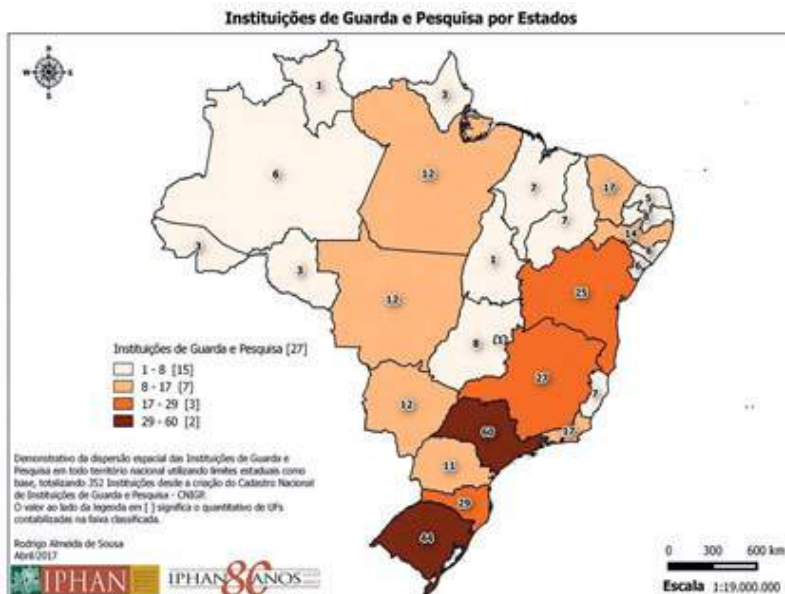 Instituições de Guarda e Pesquisa por Estados
N
W
E
S
1
3
6
12
7
7
17
5
14
6
6
3
3
1
12
25
8
23
7
12
60
17
11
29
44
Instituições de Guarda e Pesquisa [27]
1 - 8 [15]
8 - 17 [7]
17 - 29 [3]
29 - 60 [2]
Demonstrativo da dispersão espacial das Instituições de Guarda e
Pesquisa em todo território nacional utilizando limites estaduais como
base, totalizando 352 Instituições desde a criação do Cadastro Nacional
de Instituições de Guarda e Pesquisa - CNIGP.
O valor ao lado da legenda em [ ] significa o quantitativo de UFs
contabilizadas na faixa classificada.
Rodrigo Almeida de Sousa
Abril/2017
IPHAN
IPHAN 80 ANOS
0 300 600 km
Escala 1:19.000.000